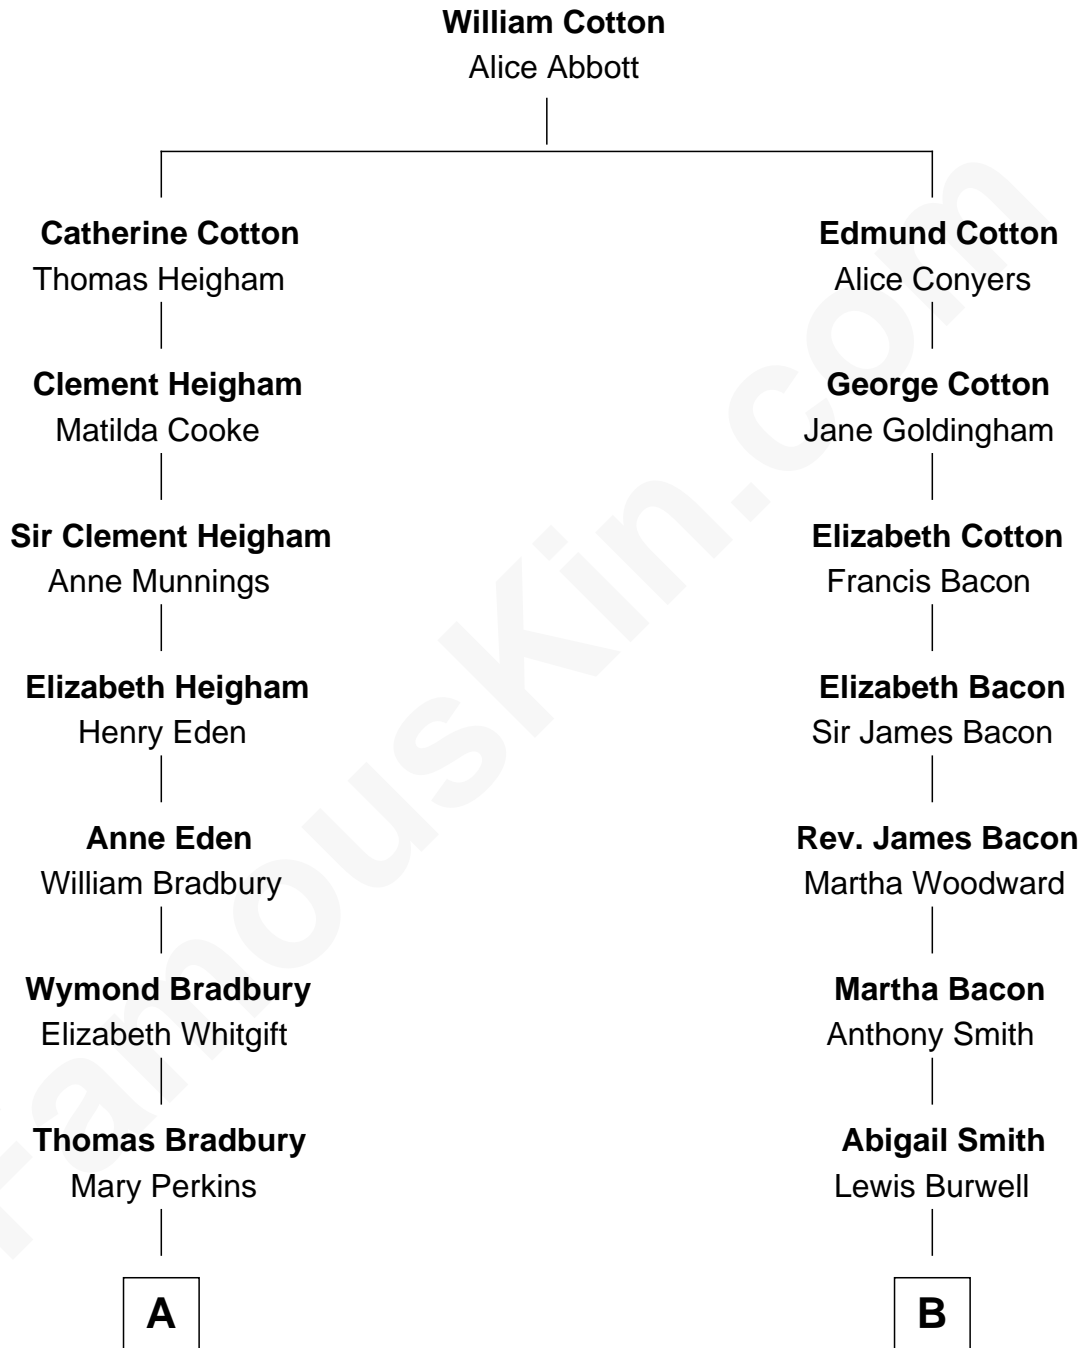 William Cotton
Alice Abbott
Catherine Cotton
Thomas Heigham
Edmund Cotton
Alice Conyers
Clement Heigham
Matilda Cooke
George Cotton
Jane Goldingham
Sir Clement Heigham
Anne Munnings
Elizabeth Cotton
Francis Bacon
Elizabeth Heigham
Henry Eden
Elizabeth Bacon
Sir James Bacon
Anne Eden
William Bradbury
Rev. James Bacon
Martha Woodward
Wymond Bradbury
Elizabeth Whitgift
Martha Bacon
Anthony Smith
Thomas Bradbury
Mary Perkins
Abigail Smith
Lewis Burwell
A
B
FamousKin.com